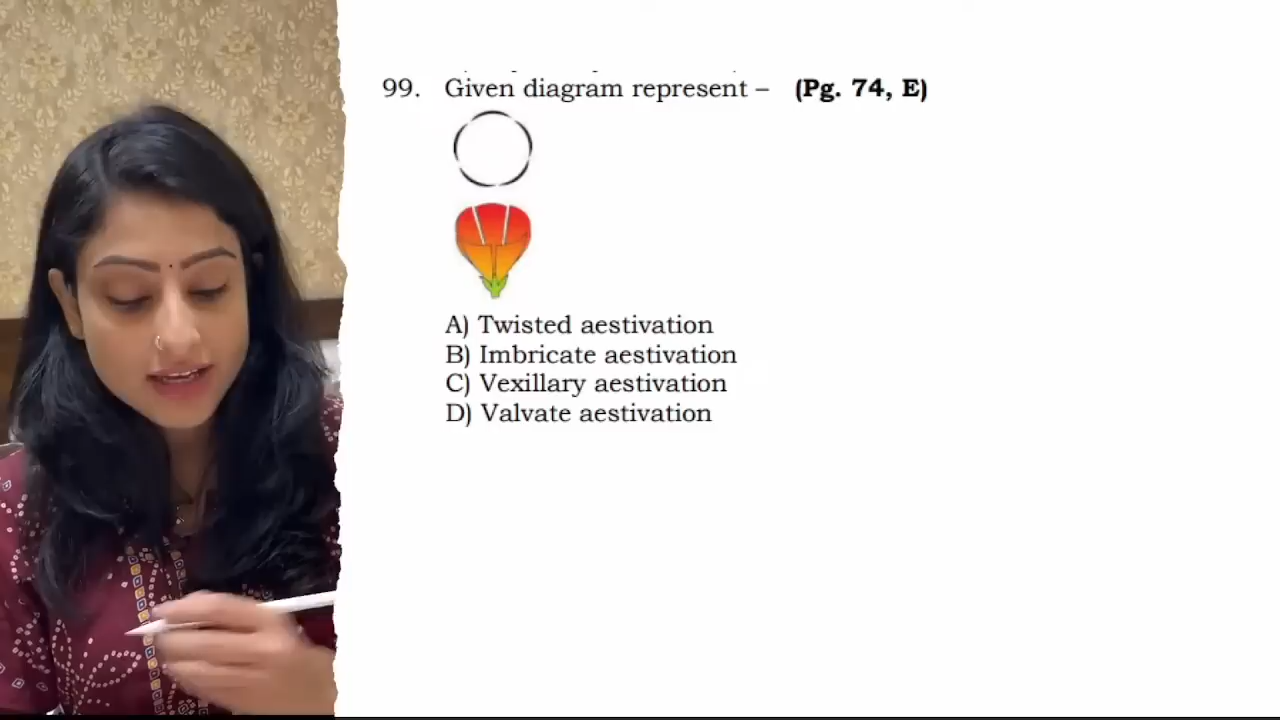 99. Given diagram represent – (Pg. 74, E)
A) Twisted aestivation
B) Imbricate aestivation
C) Vexillary aestivation
D) Valvate aestivation